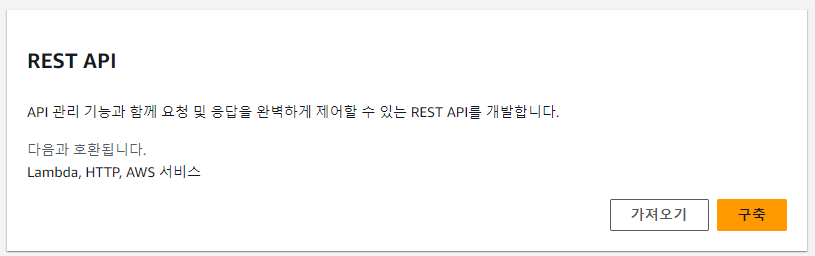 REST API
API 관리 기능과 함께 요청 및 응답을 완벽하게 제어할 수 있는 REST API를 개발합니다.
다음과 호환됩니다.
Lambda, HTTP, AWS 서비스
가져오기
구축